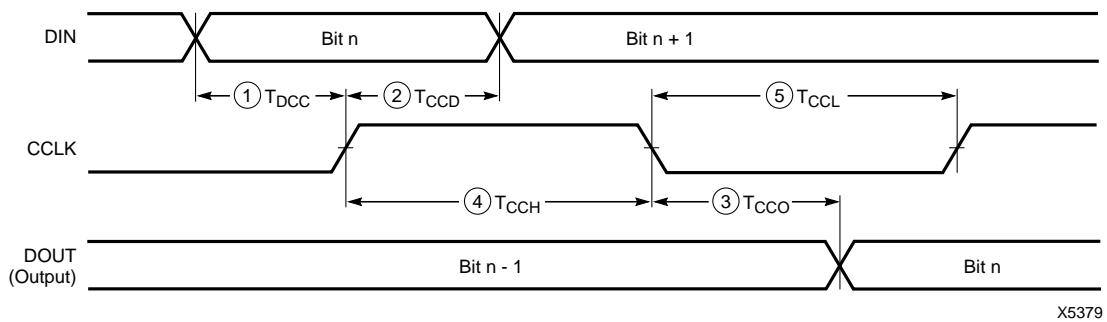 DIN
Bit n
Bit n + 1
1 TDCC
2 TCCD
5 TCCL
CCLK
4 TCCH
3 TCCO
DOUT
(Output)
Bit n - 1
Bit n
X5379